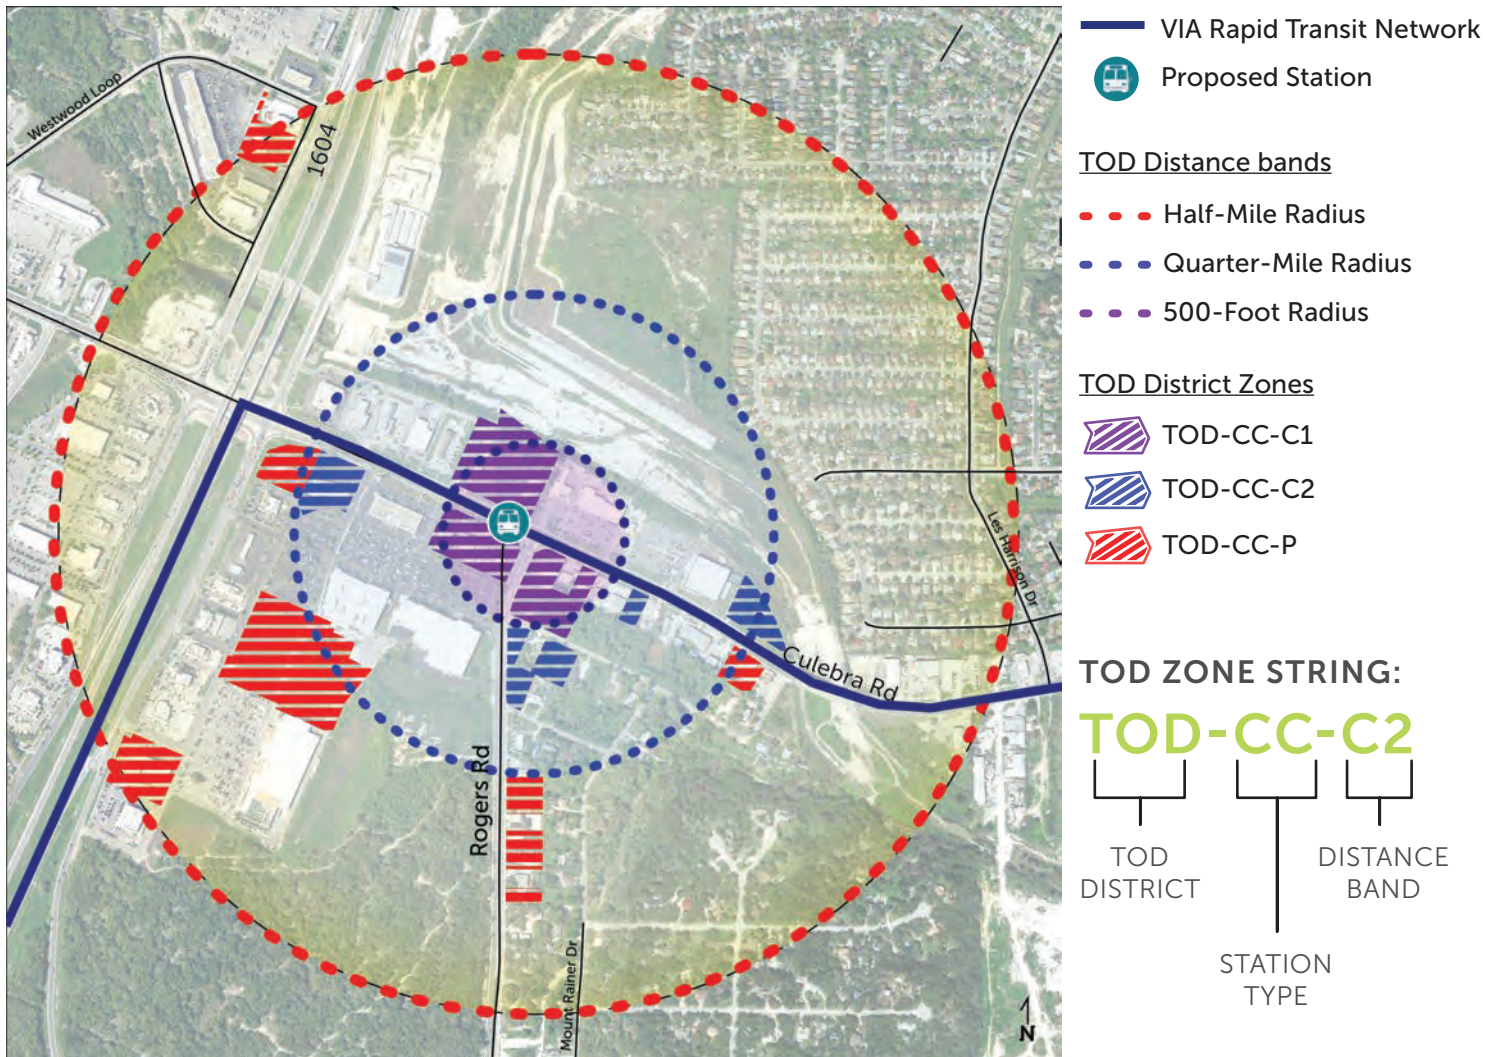 Westwood Loop
1604
Les Harrison Dr
Culebra Rd
Rogers Rd
Mount Rainer Dr
N
VIA Rapid Transit Network
Proposed Station
TOD Distance bands
Half-Mile Radius
Quarter-Mile Radius
500-Foot Radius
TOD District Zones
TOD-CC-C1
TOD-CC-C2
TOD-CC-P
TOD ZONE STRING:
TOD-CC-C2
TOD
DISTRICT
DISTANCE
BAND
STATION
TYPE